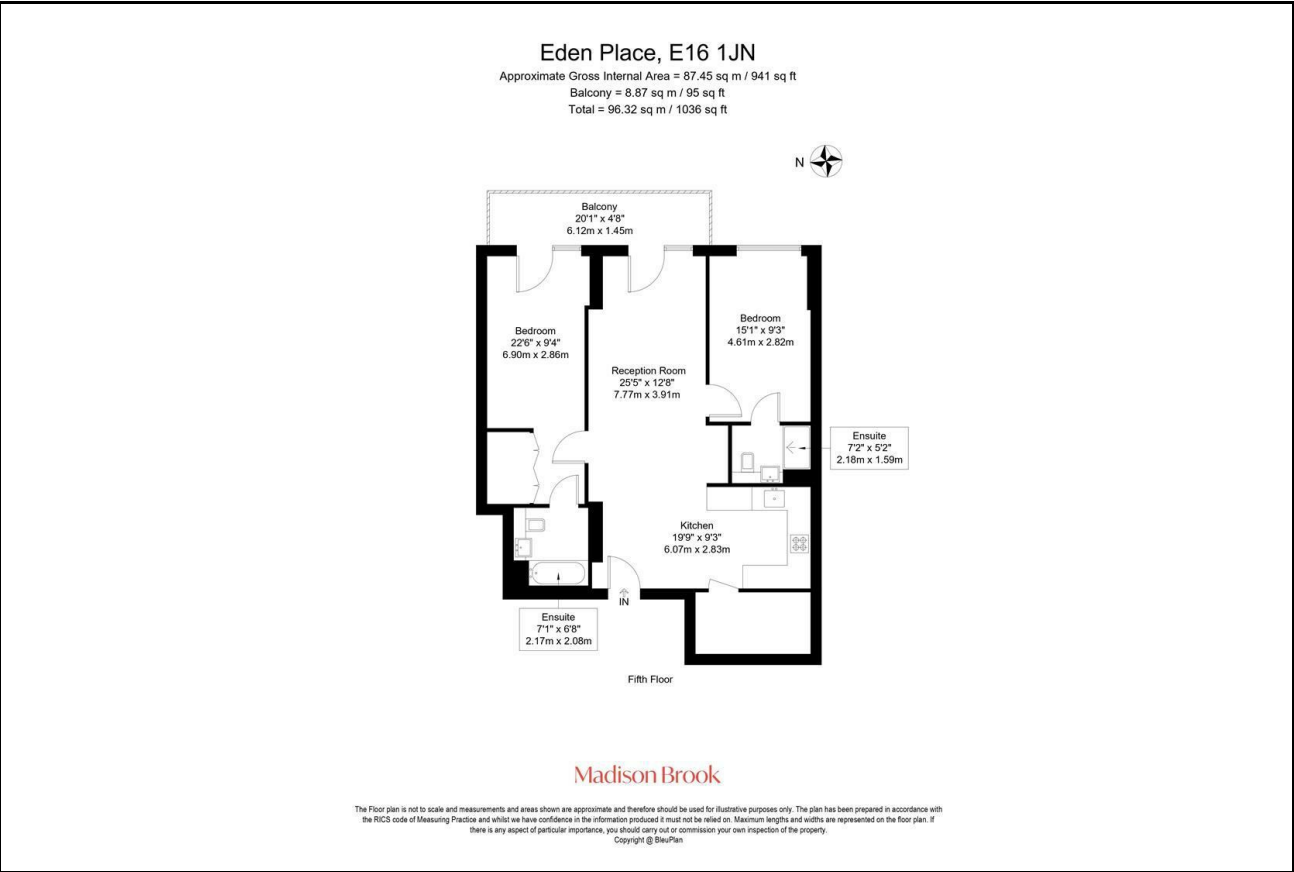 Eden Place, E16 1JN
Approximate Gross Internal Area = 87.45 sq m / 941 sq ft
Balcony = 8.87 sq m / 95 sq ft
Total = 96.32 sq m / 1036 sq ft
N
Balcony
20'1" x 4'8"
6.12m x 1.45m
Bedroom
22'6" x 9'4"
6.90m x 2.86m
Reception Room
25'5" x 12'8"
7.77m x 3.91m
Bedroom
15'1" x 9'3"
4.61m x 2.82m
Ensuite
7'2" x 5'2"
2.18m x 1.59m
Kitchen
19'9" x 9'3"
6.07m x 2.83m
IN
Ensuite
7'1" x 6'8"
2.17m x 2.08m
Fifth Floor
Madison Brook
The Floor plan is not to scale and measurements and areas shown are approximate and therefore should be used for illustrative purposes only. The plan has been prepared in accordance with
the RICS code of Measuring Practice and whilst we have confidence in the information produced it must not be relied on. Maximum lengths and widths are represented on the floor plan. If
there is any aspect of particular importance, you should carry out or commission your own inspection of the property.
Copyright @ BleuPlan